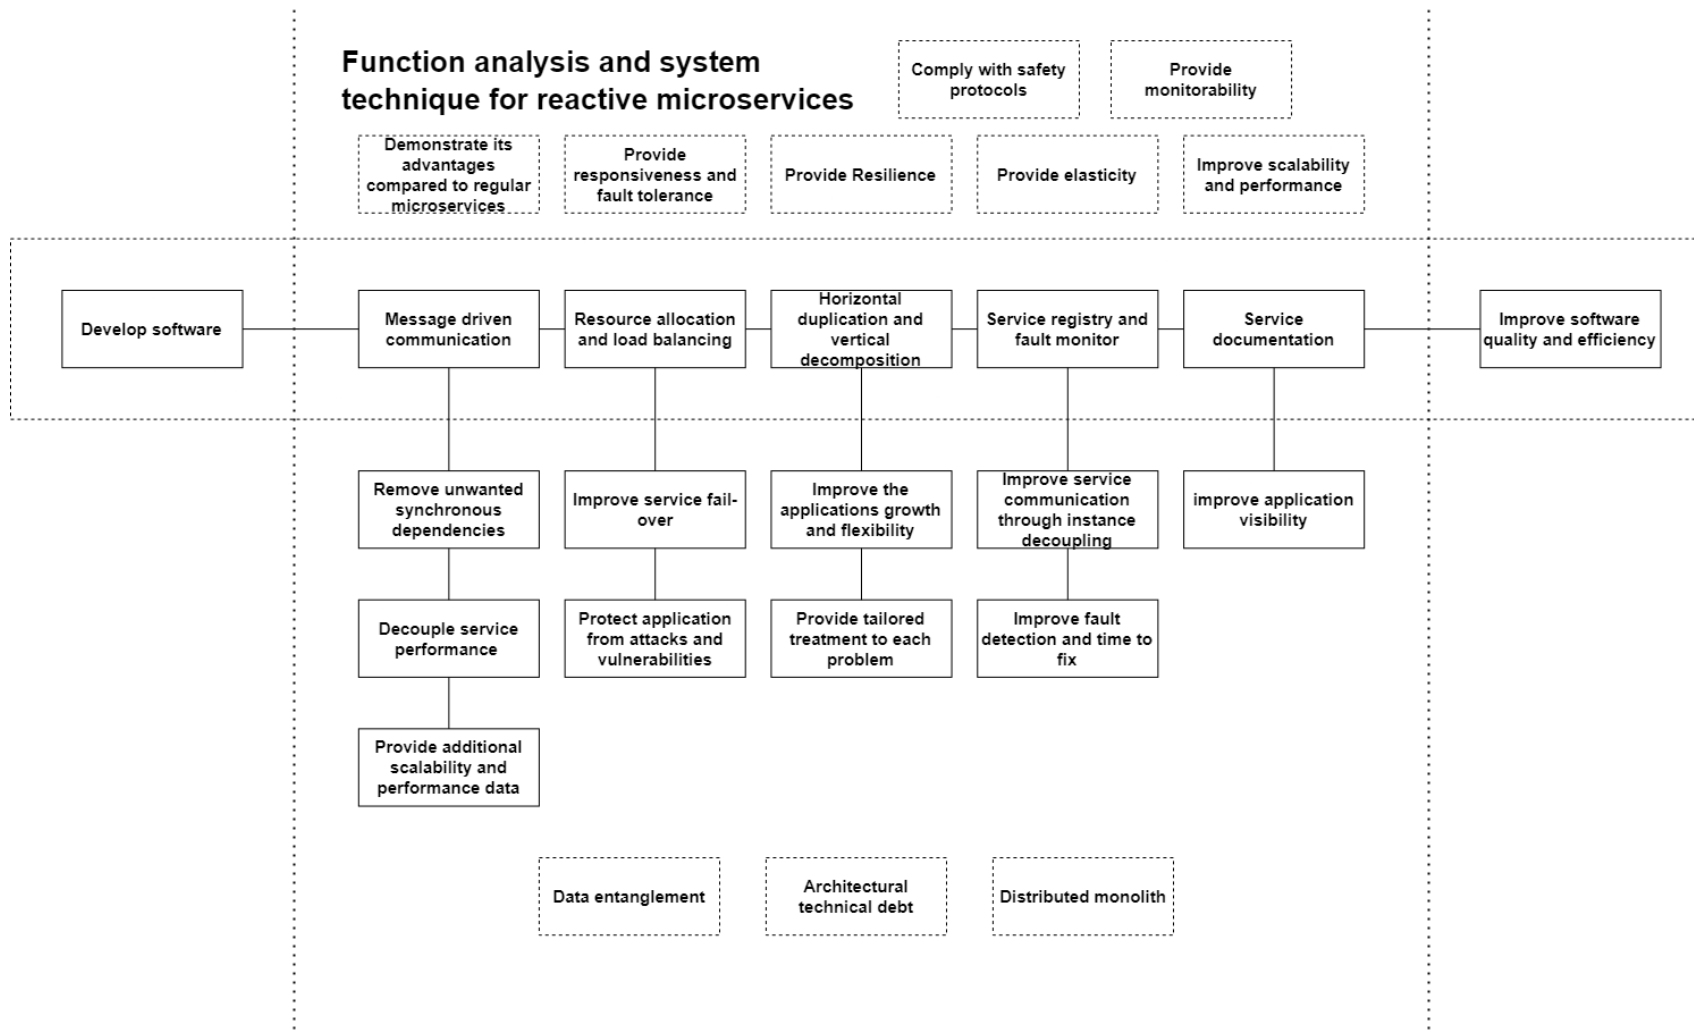 Function analysis and system
technique for reactive microservices
Comply with safety
protocols
Provide
monitorability
Demonstrate its
advantages
compared to regular
microservices
Provide
responsiveness and
fault tolerance
Provide Resilience
Provide elasticity
Improve scalability
and performance
Develop software
Message driven
communication
Resource allocation
and load balancing
Horizontal
duplication and
vertical
decomposition
Service registry and
fault monitor
Service
documentation
Improve software
quality and efficiency
Remove unwanted
synchronous
dependencies
Improve service fail-
over
Improve the
applications growth
and flexibility
Improve service
communication
through instance
decoupling
improve application
visibility
Decouple service
performance
Protect application
from attacks and
vulnerabilities
Provide tailored
treatment to each
problem
Improve fault
detection and time to
fix
Provide additional
scalability and
performance data
Data entanglement
Architectural
technical debt
Distributed monolith